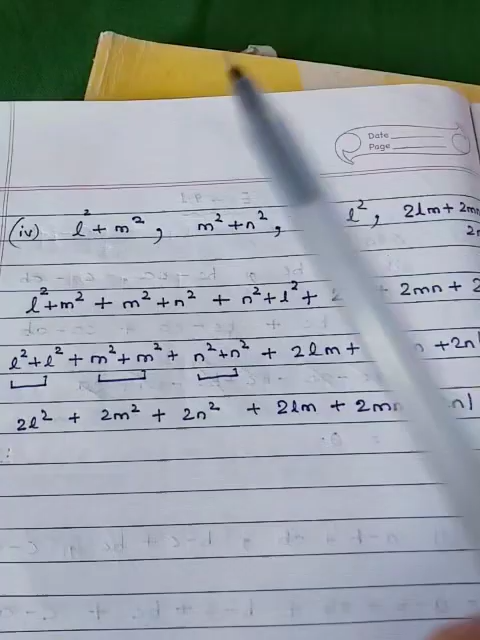 Date
Page
(iv) l² + m², m² + n², l², 2lm + 2mn
l² + m² + m² + n² + n² + l² + + 2mn + 2
l² + l² + m² + m² + n² + n² + 2lm + + 2nl
2l² + 2m² + 2n² + 2lm + 2mn